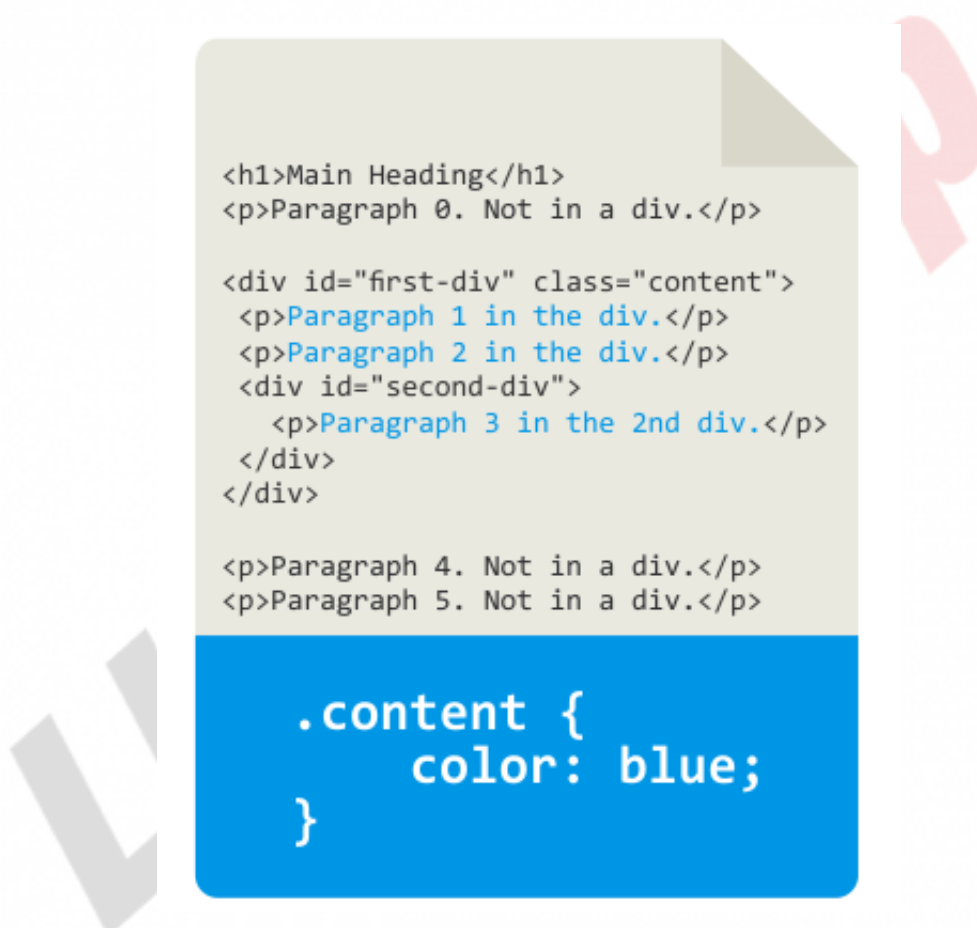 <h1>Main Heading</h1>
<p>Paragraph 0. Not in a div.</p>
<div id="first-div" class="content">
<p>Paragraph 1 in the div.</p>
<p>Paragraph 2 in the div.</p>
<div id="second-div">
<p>Paragraph 3 in the 2nd div.</p>
</div>
</div>
<p>Paragraph 4. Not in a div.</p>
<p>Paragraph 5. Not in a div.</p>
.content {
color: blue;
}